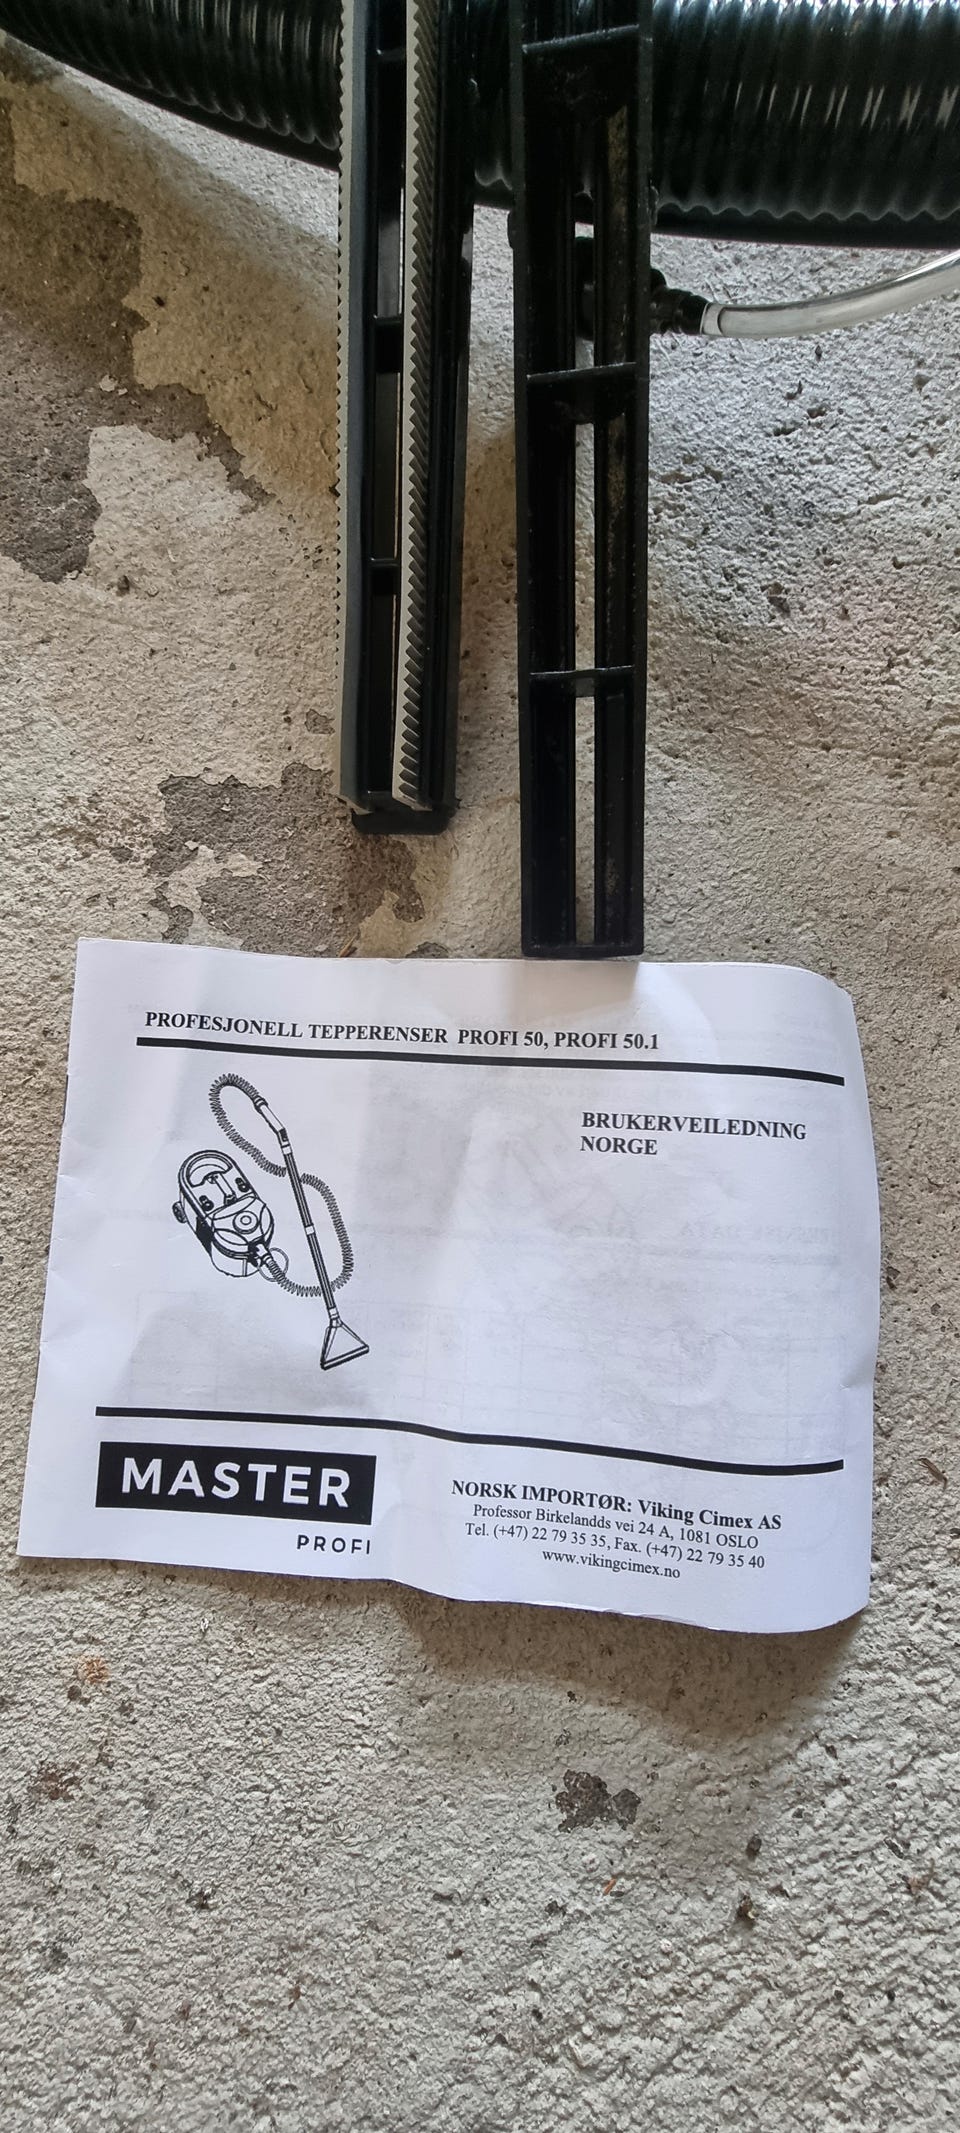 PROFESJONELL TEPPERENSER PROFI 50, PROFI 50.1
BRUKERVEILEDNING
NORGE
MASTER
PROFI
NORSK IMPORTØR: Viking Cimex AS
Professor Birkelandds vei 24 A, 1081 OSLO
Tel. (+47) 22 79 35 35, Fax. (+47) 22 79 35 40
www.vikingcimex.no